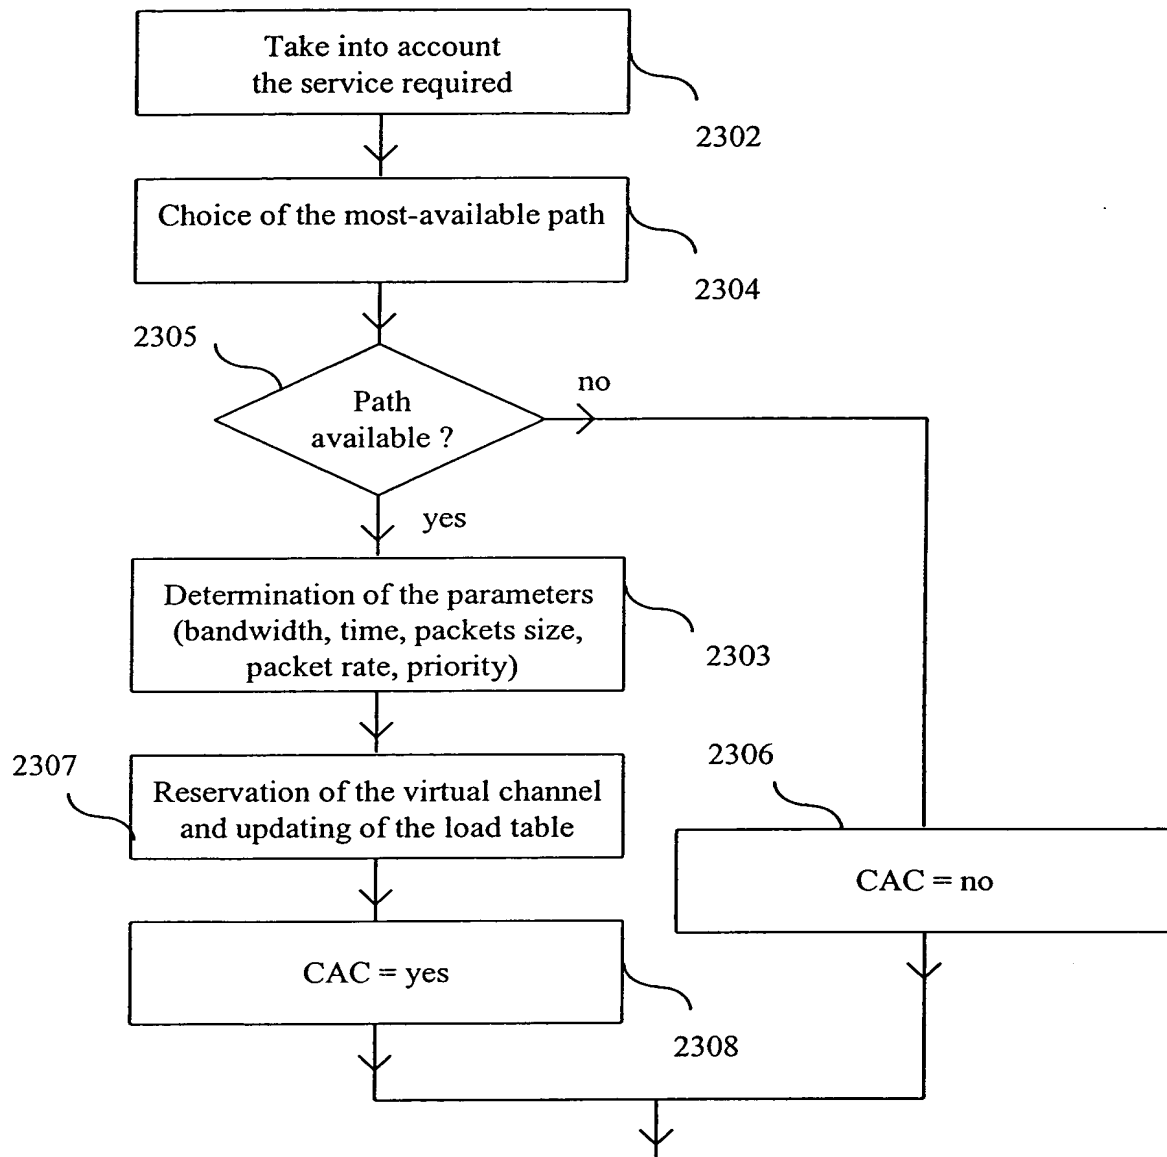 Take into account
the service required
2302
Choice of the most-available path
2304
2305
Path
available ?
no
yes
Determination of the parameters
(bandwidth, time, packets size,
packet rate, priority)
2303
2307
Reservation of the virtual channel
and updating of the load table
2306
CAC = no
CAC = yes
2308